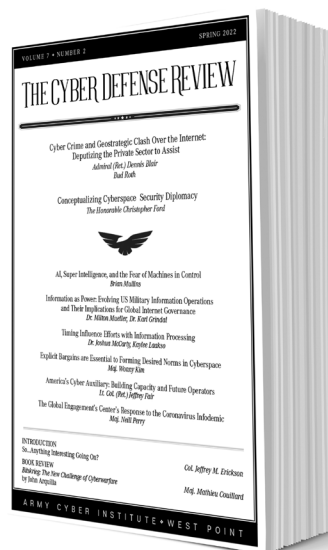 VOLUME 7 • NUMBER 2
SPRING 2022
THE CYBER DEFENSE REVIEW
Cyber Crime and Geostrategic Clash Over the Internet:
Deputizing the Private Sector to Assist
Admiral (Ret.) Dennis Blair
Bud Roth
Conceptualizing Cyberspace Security Diplomacy
The Honorable Christopher Ford
AI, Super Intelligence, and the Fear of Machines in Control
Brian Mullins
Information as Power: Evolving US Military Information Operations
and Their Implications for Global Internet Governance
Dr. Milton Mueller, Dr. Karl Grindal
Timing Influence Efforts with Information Processing
Dr. Joshua McCarty, Kaylee Laakso
Explicit Bargains are Essential to Forming Desired Norms in Cyberspace
Maj. Wonny Kim
America's Cyber Auxiliary: Building Capacity and Future Operators
Lt. Col. (Ret.) Jeffrey Fair
The Global Engagement's Center's Response to the Coronavirus Infodemic
Maj. Neill Perry
INTRODUCTION
So...Anything Interesting Going On?
Col. Jeffrey M. Erickson
BOOK REVIEW
Bitskrieg: The New Challenge of Cyberwarfare
by John Arquilla
Maj. Mathieu Couillard
ARMY CYBER INSTITUTE • WEST POINT